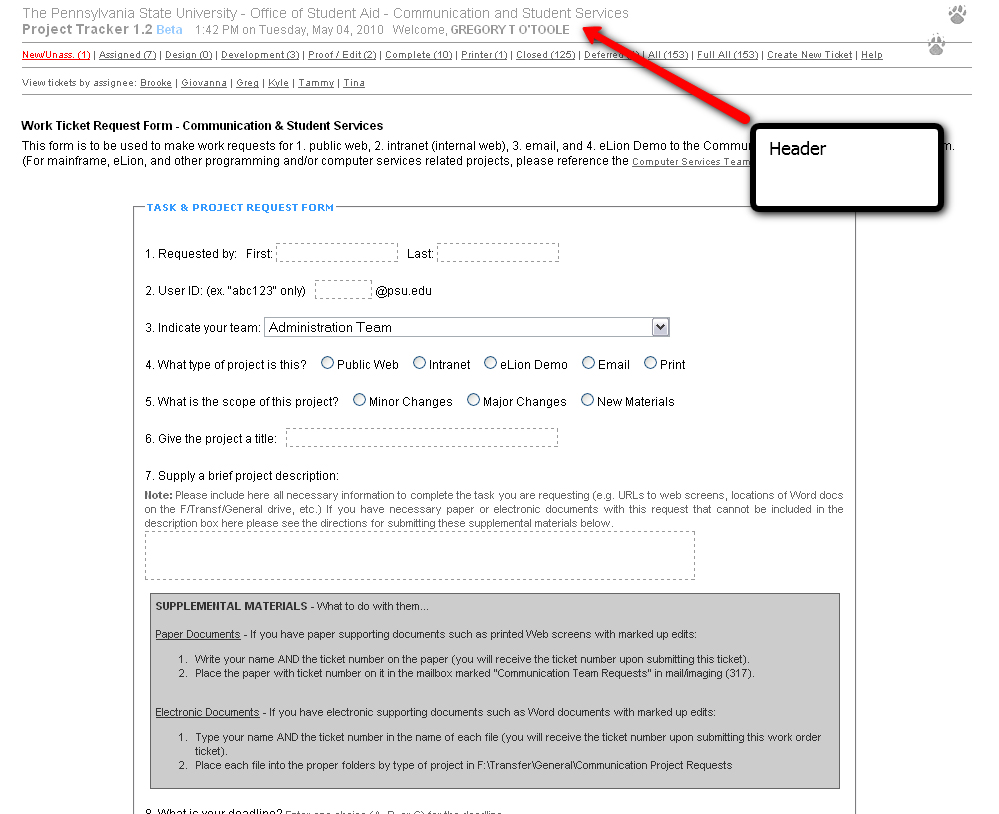 The Pennsylvania State University - Office of Student Aid - Communication and Student Services
Project Tracker 1.2 Beta 1:42 PM on Tuesday, May 04, 2010 Welcome, GREGORY T O'TOOLE
New/Unass. (1) | Assigned (7) | Design (0) | Development (3) | Proof / Edit (2) | Complete (10) | Printer (1) | Closed (125) | Deferred | All (153) | Full All (153) | Create New Ticket | Help
View tickets by assignee: Brooke | Giovanna | Greg | Kyle | Tammy | Tina
Header
Work Ticket Request Form - Communication & Student Services
This form is to be used to make work requests for 1. public web, 2. intranet (internal web), 3. email, and 4. eLion Demo to the
(For mainframe, eLion, and other programming and/or computer services related projects, please reference the Computer Services Team
TASK & PROJECT REQUEST FORM
1. Requested by: First: Last:
2. User ID: (ex. "abc123" only) @psu.edu
3. Indicate your team: Administration Team
4. What type of project is this? Public Web Intranet eLion Demo Email Print
5. What is the scope of this project? Minor Changes Major Changes New Materials
6. Give the project a title:
7. Supply a brief project description:
Note: Please include here all necessary information to complete the task you are requesting (e.g. URLs to web screens, locations of Word docs
on the F/Transf/General drive, etc.) If you have necessary paper or electronic documents with this request that cannot be included in the
description box here please see the directions for submitting these supplemental materials below.
SUPPLEMENTAL MATERIALS - What to do with them...
Paper Documents - If you have paper supporting documents such as printed Web screens with marked up edits:
1. Write your name AND the ticket number on the paper (you will receive the ticket number upon submitting this ticket).
2. Place the paper with ticket number on it in the mailbox marked "Communication Team Requests" in mail/imaging (317).
Electronic Documents - If you have electronic supporting documents such as Word documents with marked up edits:
1. Type your name AND the ticket number in the name of each file (you will receive the ticket number upon submitting this work order
ticket).
2. Place each file into the proper folders by type of project in F:\Transfer\General\Communication Project Requests
8. What is your deadline? Enter one choice (A, B, or C) for the deadline